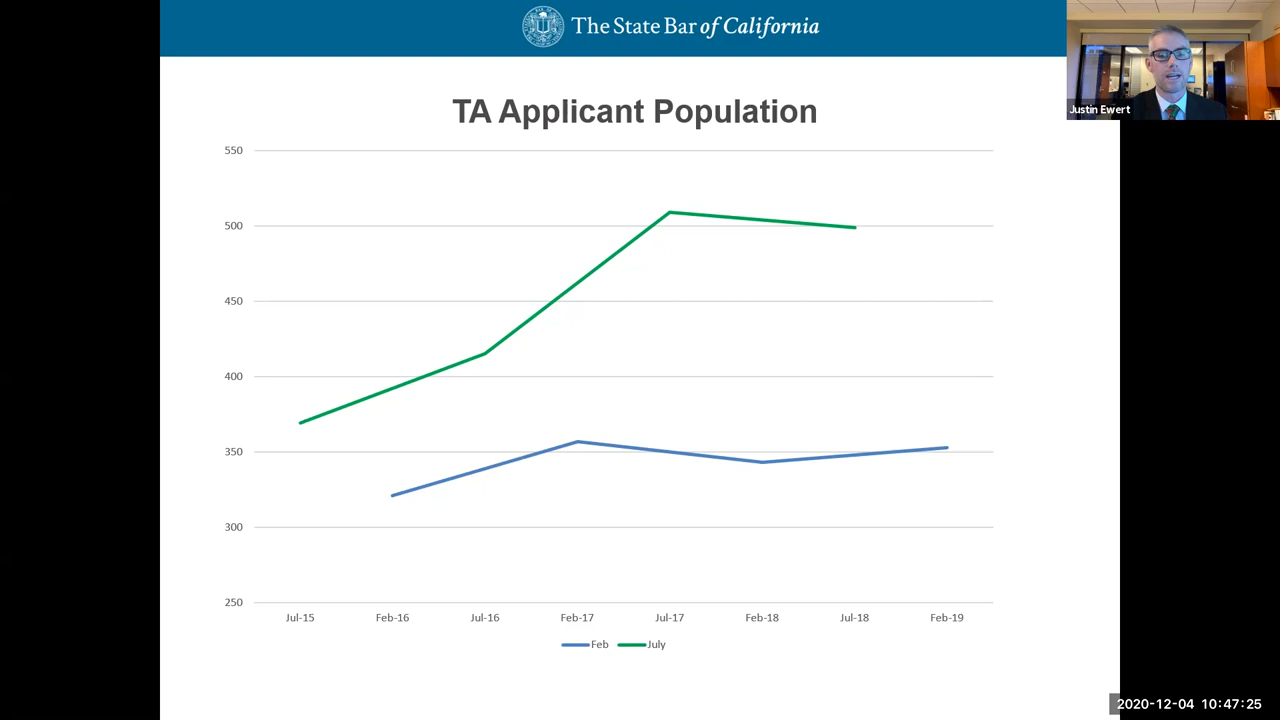 The State Bar of California
Justin Ewert
TA Applicant Population
550
500
450
400
350
300
250
Jul-15 Feb-16 Jul-16 Feb-17 Jul-17 Feb-18 Jul-18 Feb-19
Feb July
2020-12-04 10:47:25